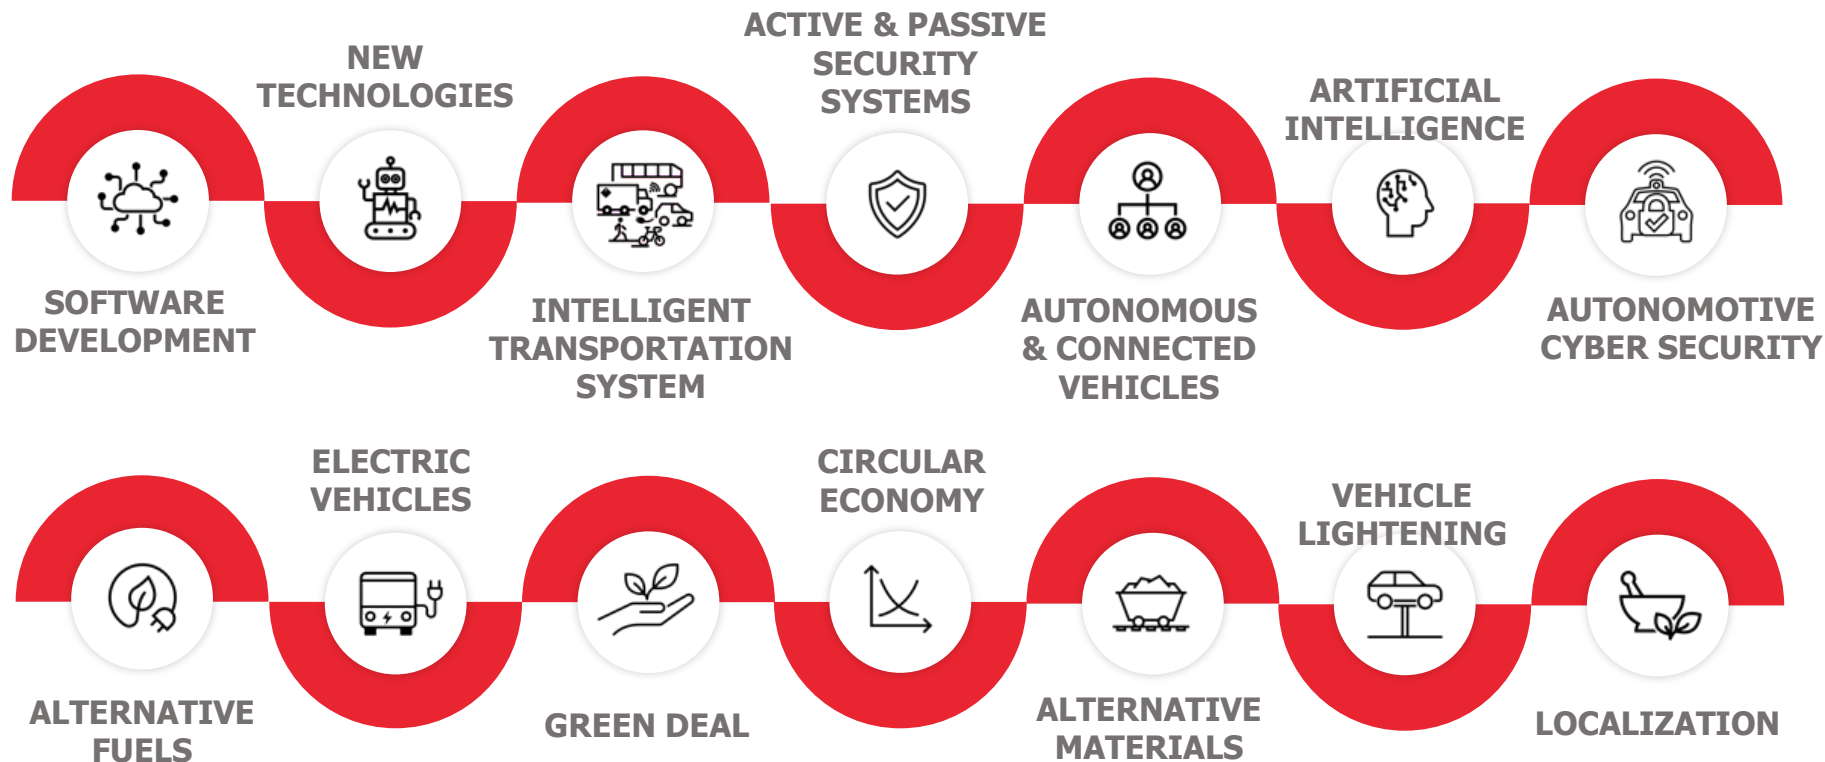 SOFTWARE
DEVELOPMENT
NEW
TECHNOLOGIES
INTELLIGENT
TRANSPORTATION
SYSTEM
ACTIVE & PASSIVE
SECURITY
SYSTEMS
AUTONOMOUS
& CONNECTED
VEHICLES
ARTIFICIAL
INTELLIGENCE
AUTONOMOTIVE
CYBER SECURITY
ALTERNATIVE
FUELS
ELECTRIC
VEHICLES
GREEN DEAL
CIRCULAR
ECONOMY
ALTERNATIVE
MATERIALS
VEHICLE
LIGHTENING
LOCALIZATION